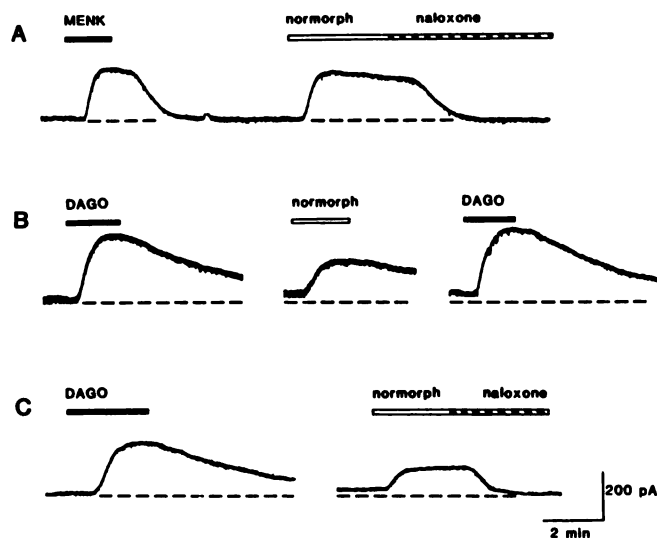 A
MENK
normorph
naloxone
B
DAGO
normorph
DAGO
C
DAGO
normorph
naloxone
200 pA
2 min